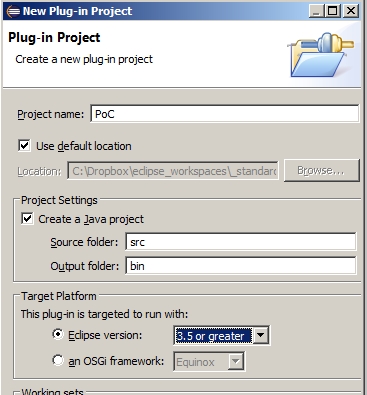 New Plug-in Project
Plug-in Project
Create a new plug-in project
Project name: PoC
Use default location
Location: C:\Dropbox\eclipse_workspaces\_standard Browse...
Project Settings
Create a Java project
Source folder: src
Output folder: bin
Target Platform
This plug-in is targeted to run with:
Eclipse version: 3.5 or greater
an OSGi framework: Equinox
Working sets